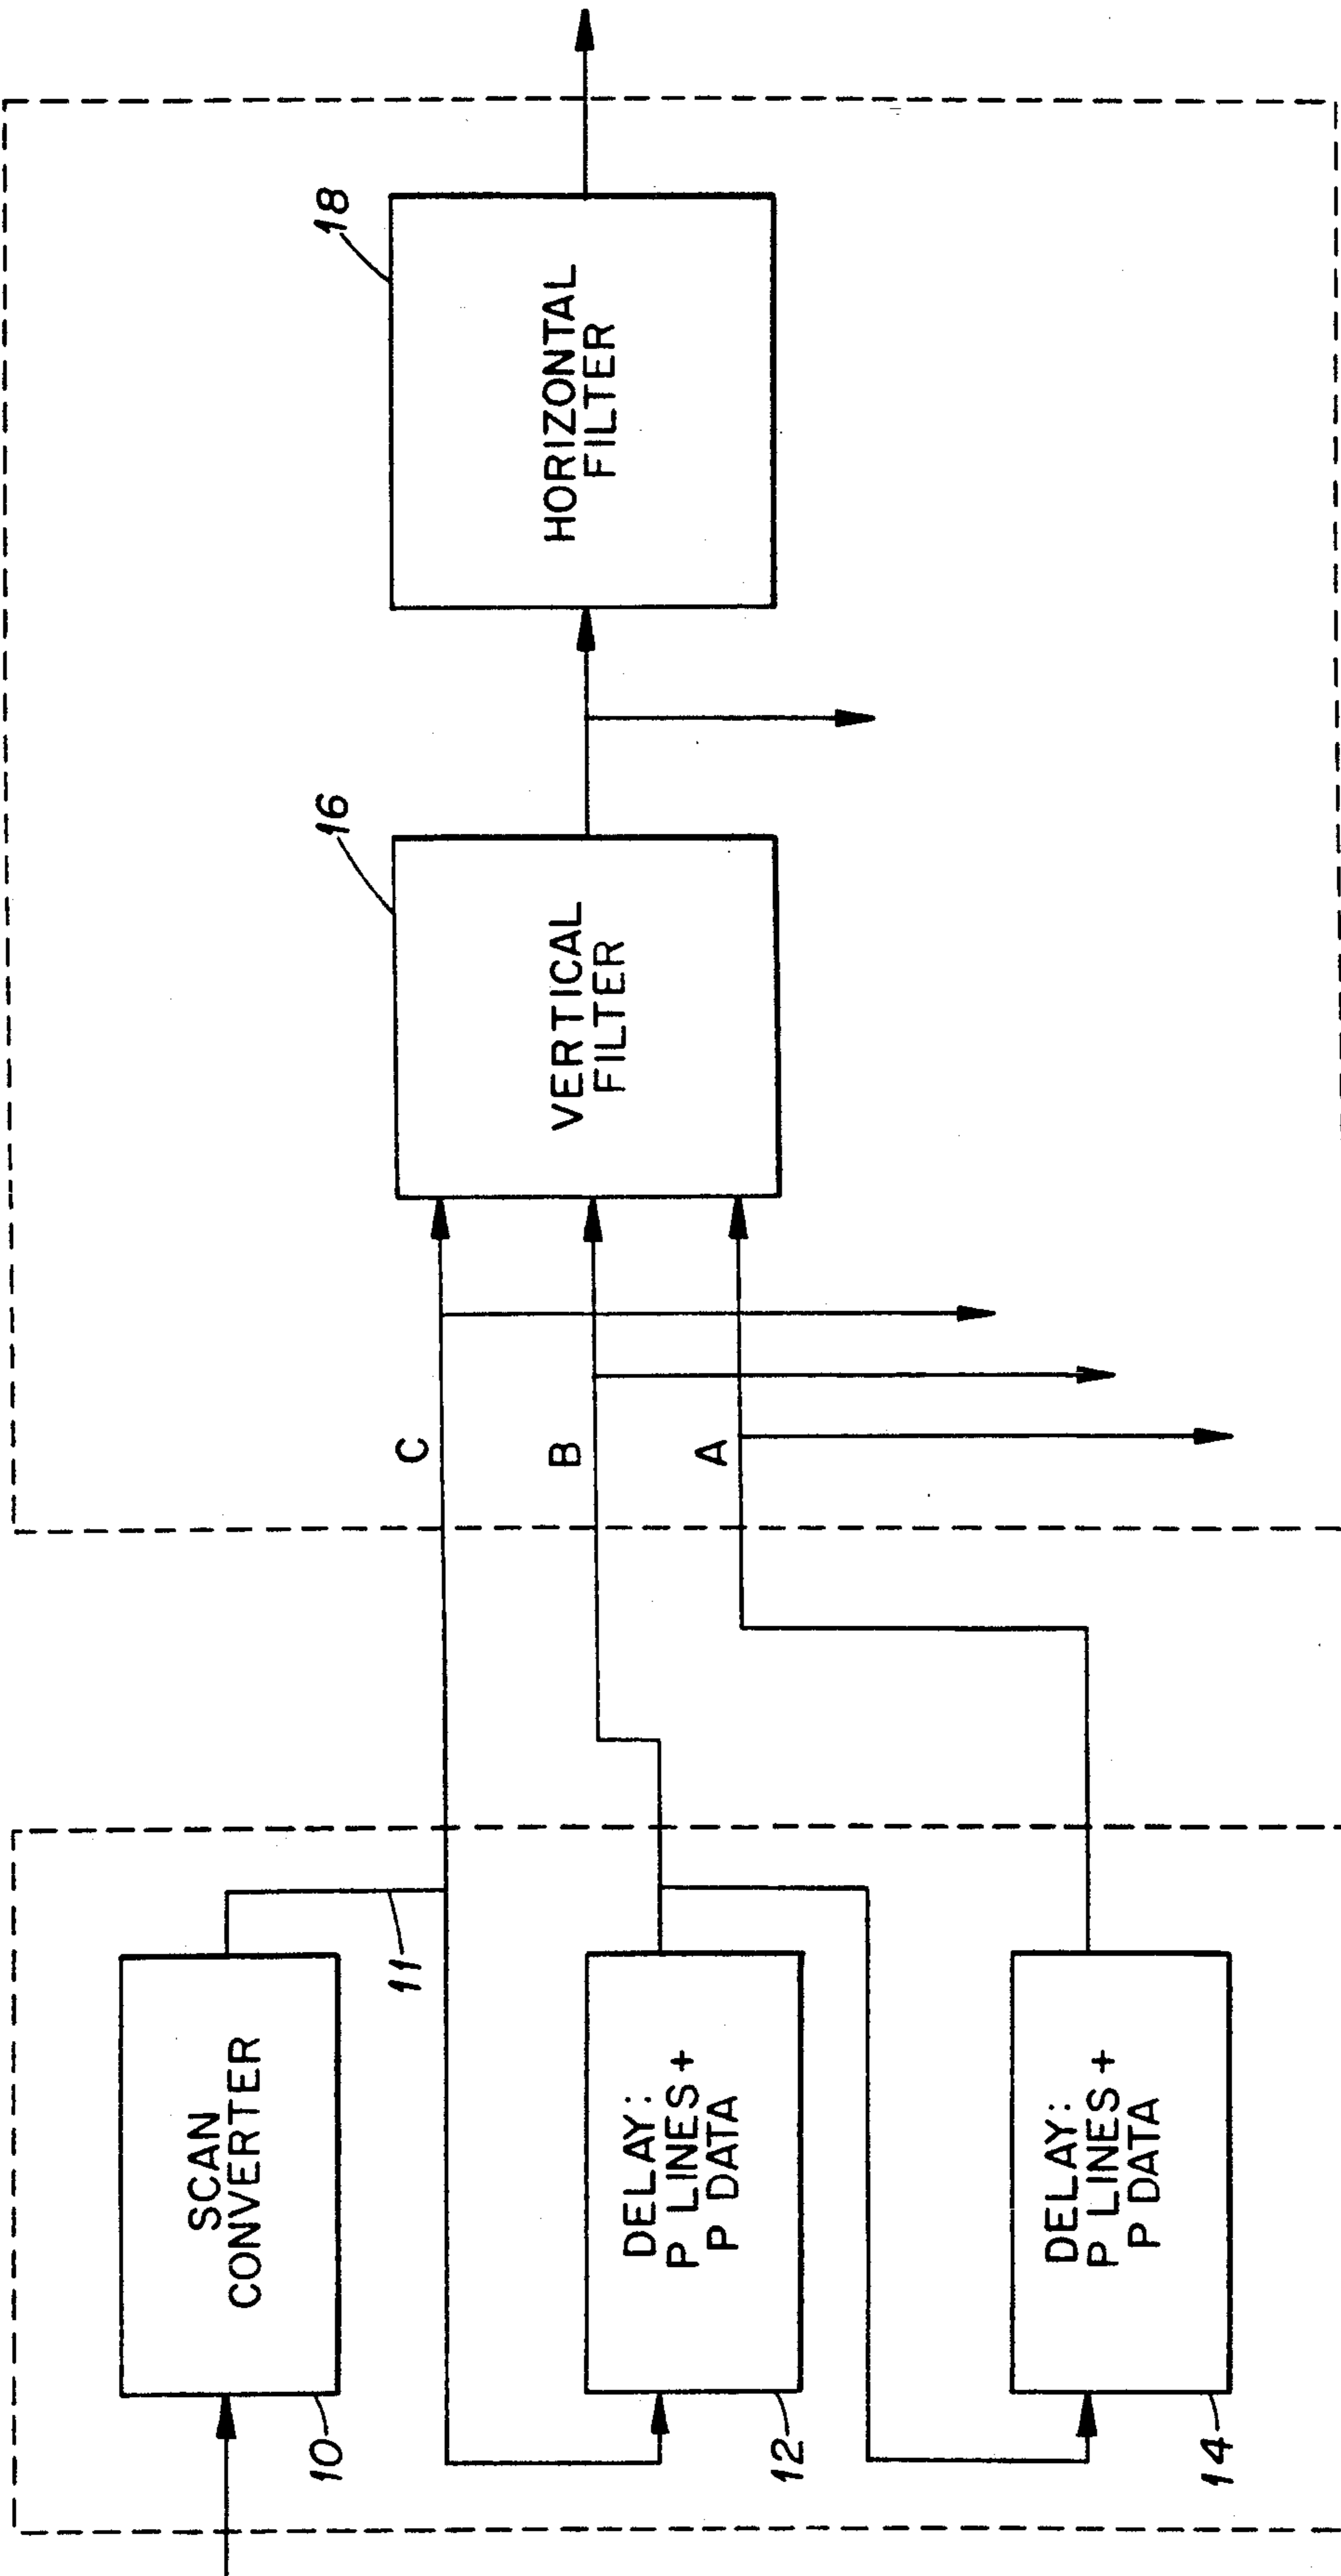 SCAN
CONVERTER
10
11
DELAY:
P LINES +
P DATA
12
DELAY:
P LINES +
P DATA
14
C
B
A
VERTICAL
FILTER
16
HORIZONTAL
FILTER
18